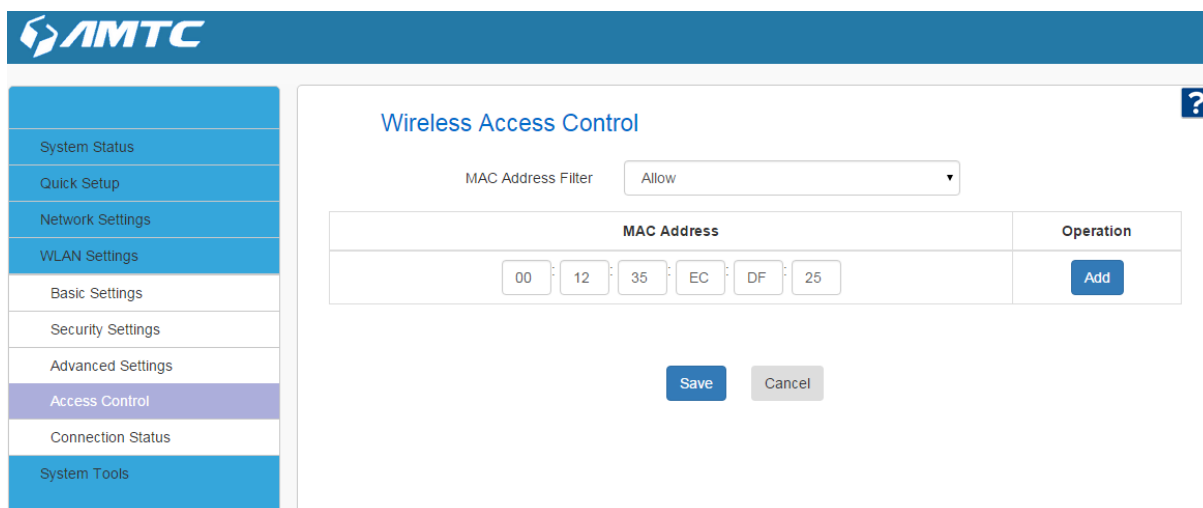 AMTC
?
System Status
Quick Setup
Network Settings
WLAN Settings
Basic Settings
Security Settings
Advanced Settings
Access Control
Connection Status
System Tools
Wireless Access Control
MAC Address Filter Allow
MAC Address Operation
00 : 12 : 35 : EC : DF : 25 Add
Save Cancel